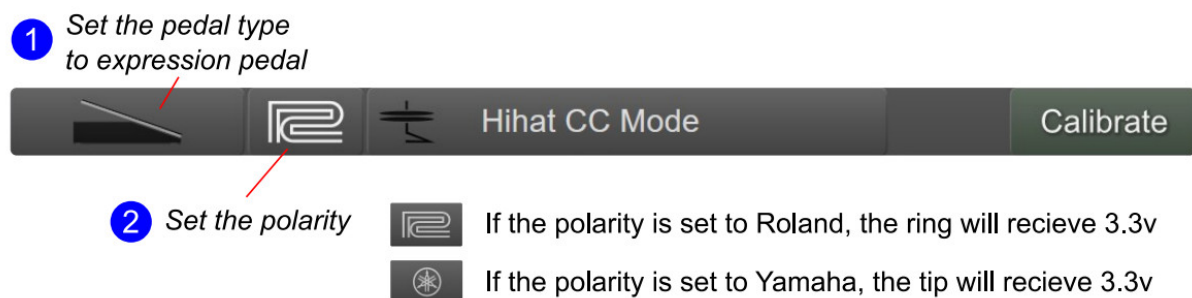 1 Set the pedal type
to expression pedal
Hihat CC Mode
Calibrate
2 Set the polarity
If the polarity is set to Roland, the ring will recieve 3.3v
If the polarity is set to Yamaha, the tip will recieve 3.3v